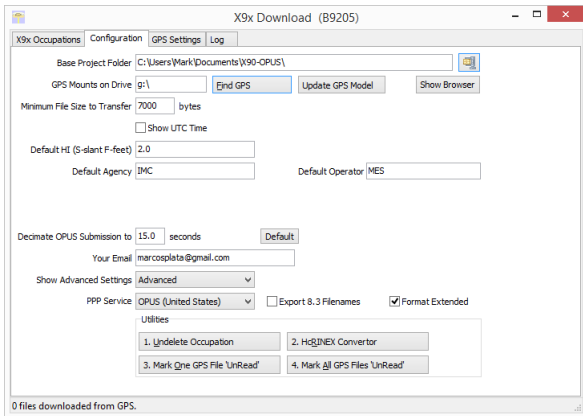 X9x Download (B9205)
X9x Occupations Configuration GPS Settings Log
Base Project Folder C:\Users\Mark\Documents\X90-OPUS\
GPS Mounts on Drive g:\ Find GPS Update GPS Model Show Browser
Minimum File Size to Transfer 7000 bytes
Show UTC Time
Default HI (S-slant F-feet) 2.0
Default Agency IMC Default Operator MES
Decimate OPUS Submission to 15.0 seconds Default
Your Email marcosplata@gmail.com
Show Advanced Settings Advanced
PPP Service OPUS (United States) Export 8.3 Filenames Format Extended
Utilities
1. Undelete Occupation 2. HcRINEX Convertor
3. Mark One GPS File 'UnRead' 4. Mark All GPS Files 'UnRead'
0 files downloaded from GPS.